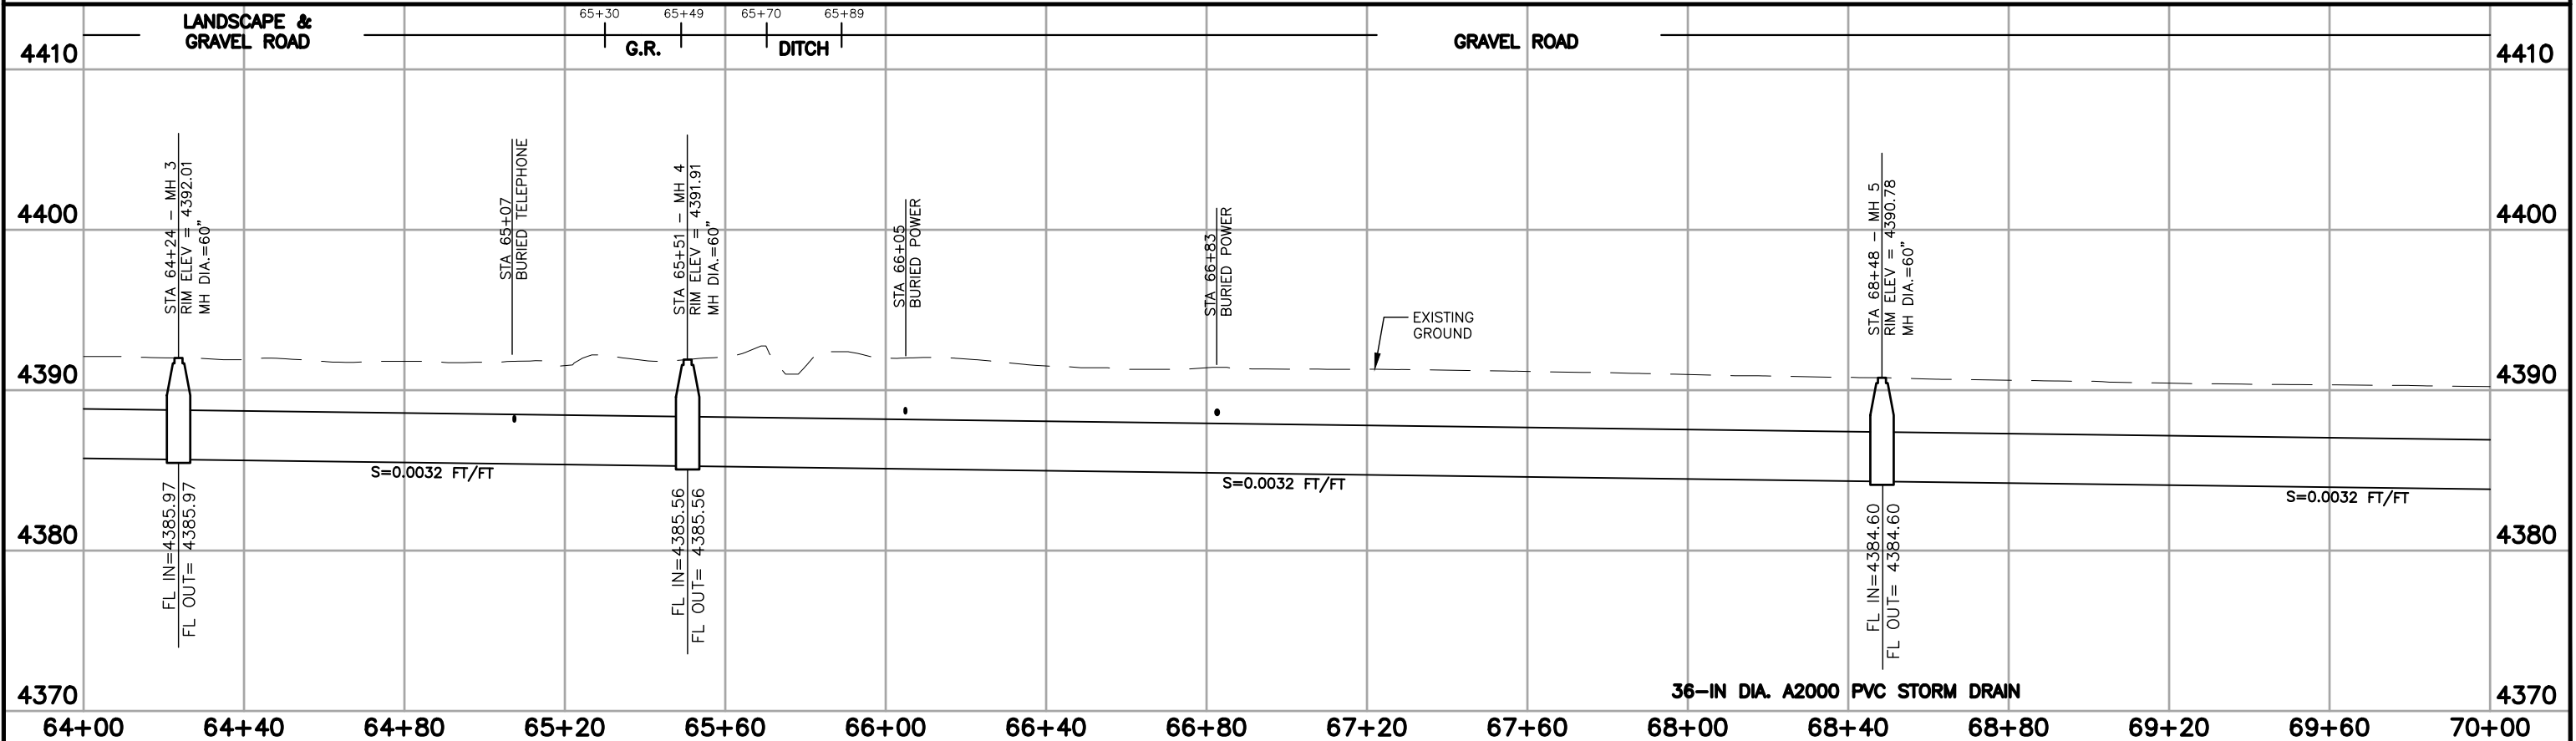 LANDSCAPE &
GRAVEL ROAD
65+30
65+49
65+70
65+89
G.R.
DITCH
GRAVEL ROAD
4410
4410
STA 64+24 - MH 3
RIM ELEV = 4392.01
MH DIA.=60"
STA 65+07
BURIED TELEPHONE
STA 65+51 - MH 4
RIM ELEV = 4391.91
MH DIA.=60"
STA 66+05
BURIED POWER
STA 66+83
BURIED POWER
STA 68+48 - MH 5
RIM ELEV = 4390.78
MH DIA.=60"
4400
4400
EXISTING
GROUND
4390
4390
S=0.0032 FT/FT
S=0.0032 FT/FT
S=0.0032 FT/FT
FL IN=4385.97
FL OUT= 4385.97
FL IN=4385.56
FL OUT= 4385.56
FL IN=4384.60
FL OUT= 4384.60
4380
4380
36-IN DIA. A2000 PVC STORM DRAIN
4370
4370
64+00
64+40
64+80
65+20
65+60
66+00
66+40
66+80
67+20
67+60
68+00
68+40
68+80
69+20
69+60
70+00